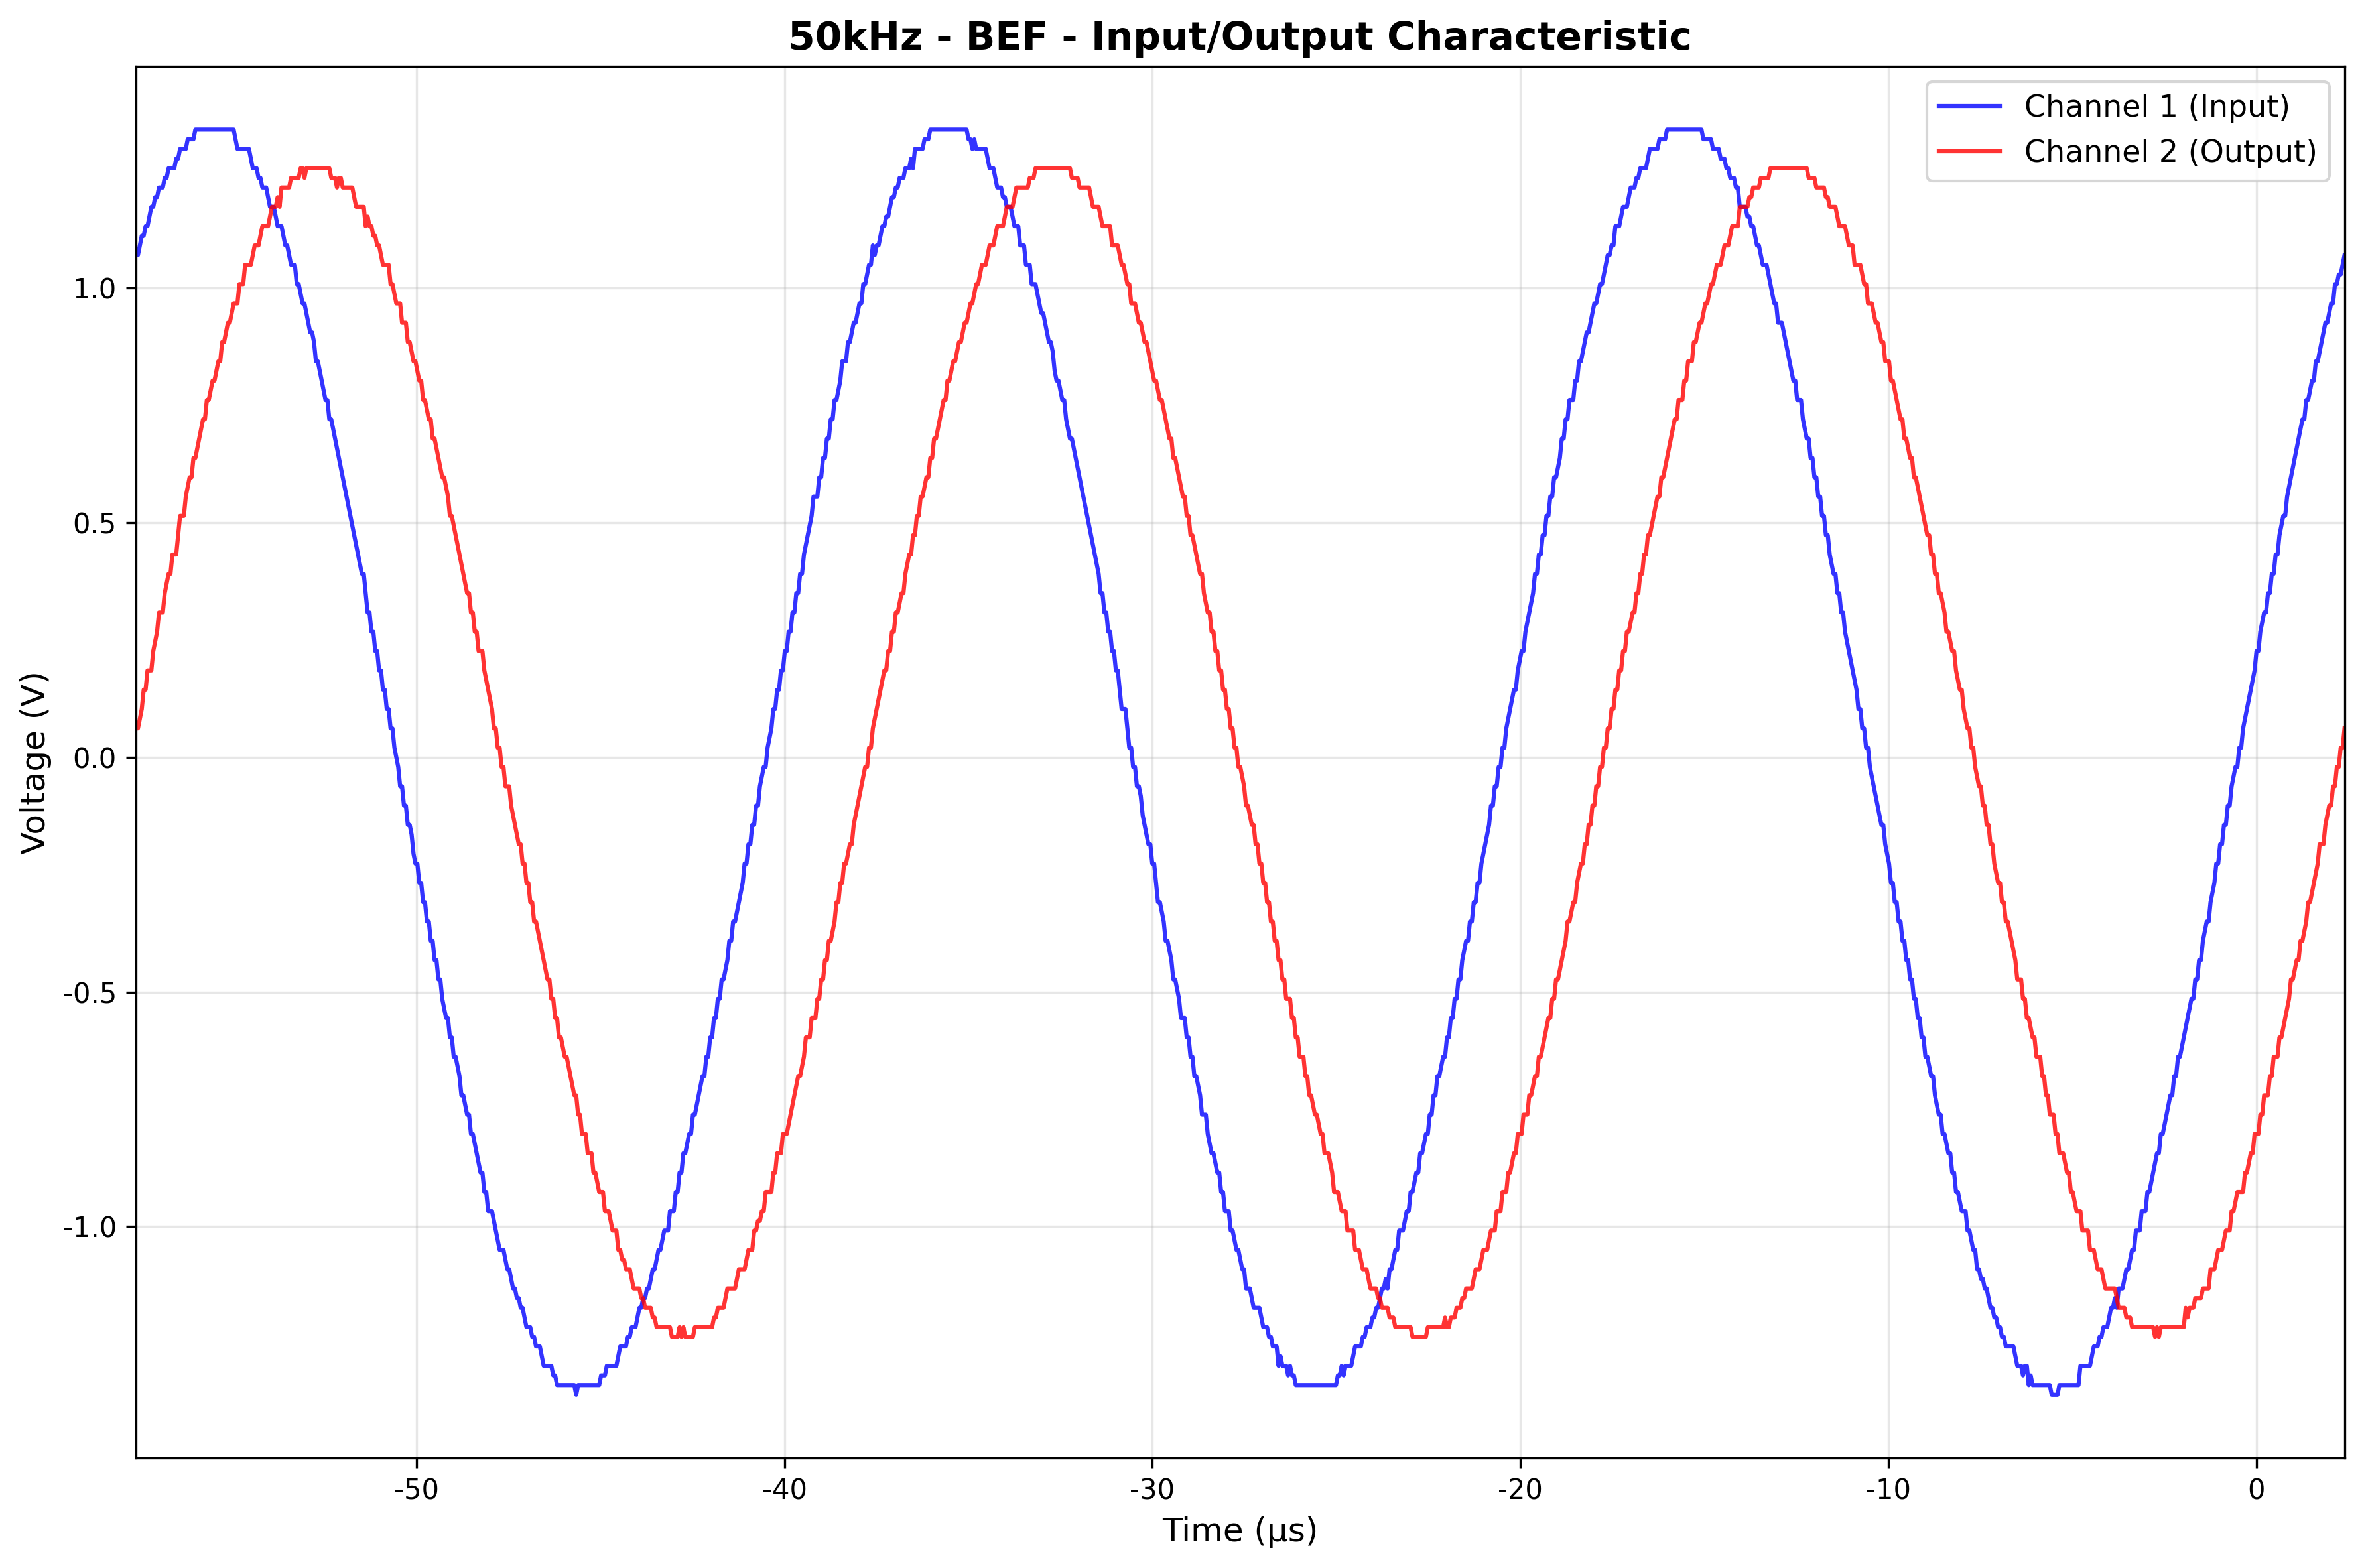 50kHz - BEF - Input/Output Characteristic
Channel 1 (Input)
Channel 2 (Output)
Voltage (V)
1.0
0.5
0.0
-0.5
-1.0
-50
-40
-30
-20
-10
0
Time (µs)